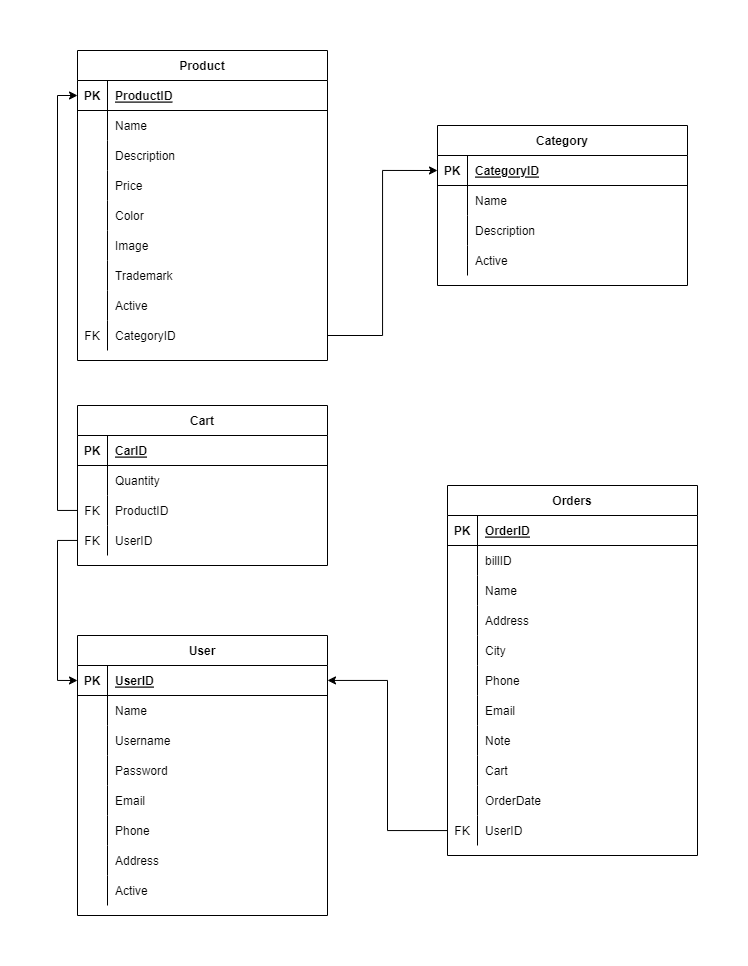 Product
PK ProductID
Name
Description
Price
Color
Image
Trademark
Active
FK CategoryID
Category
PK CategoryID
Name
Description
Active
Cart
PK CarID
Quantity
FK ProductID
FK UserID
Orders
PK OrderID
billID
Name
Address
City
Phone
Email
Note
Cart
OrderDate
FK UserID
User
PK UserID
Name
Username
Password
Email
Phone
Address
Active